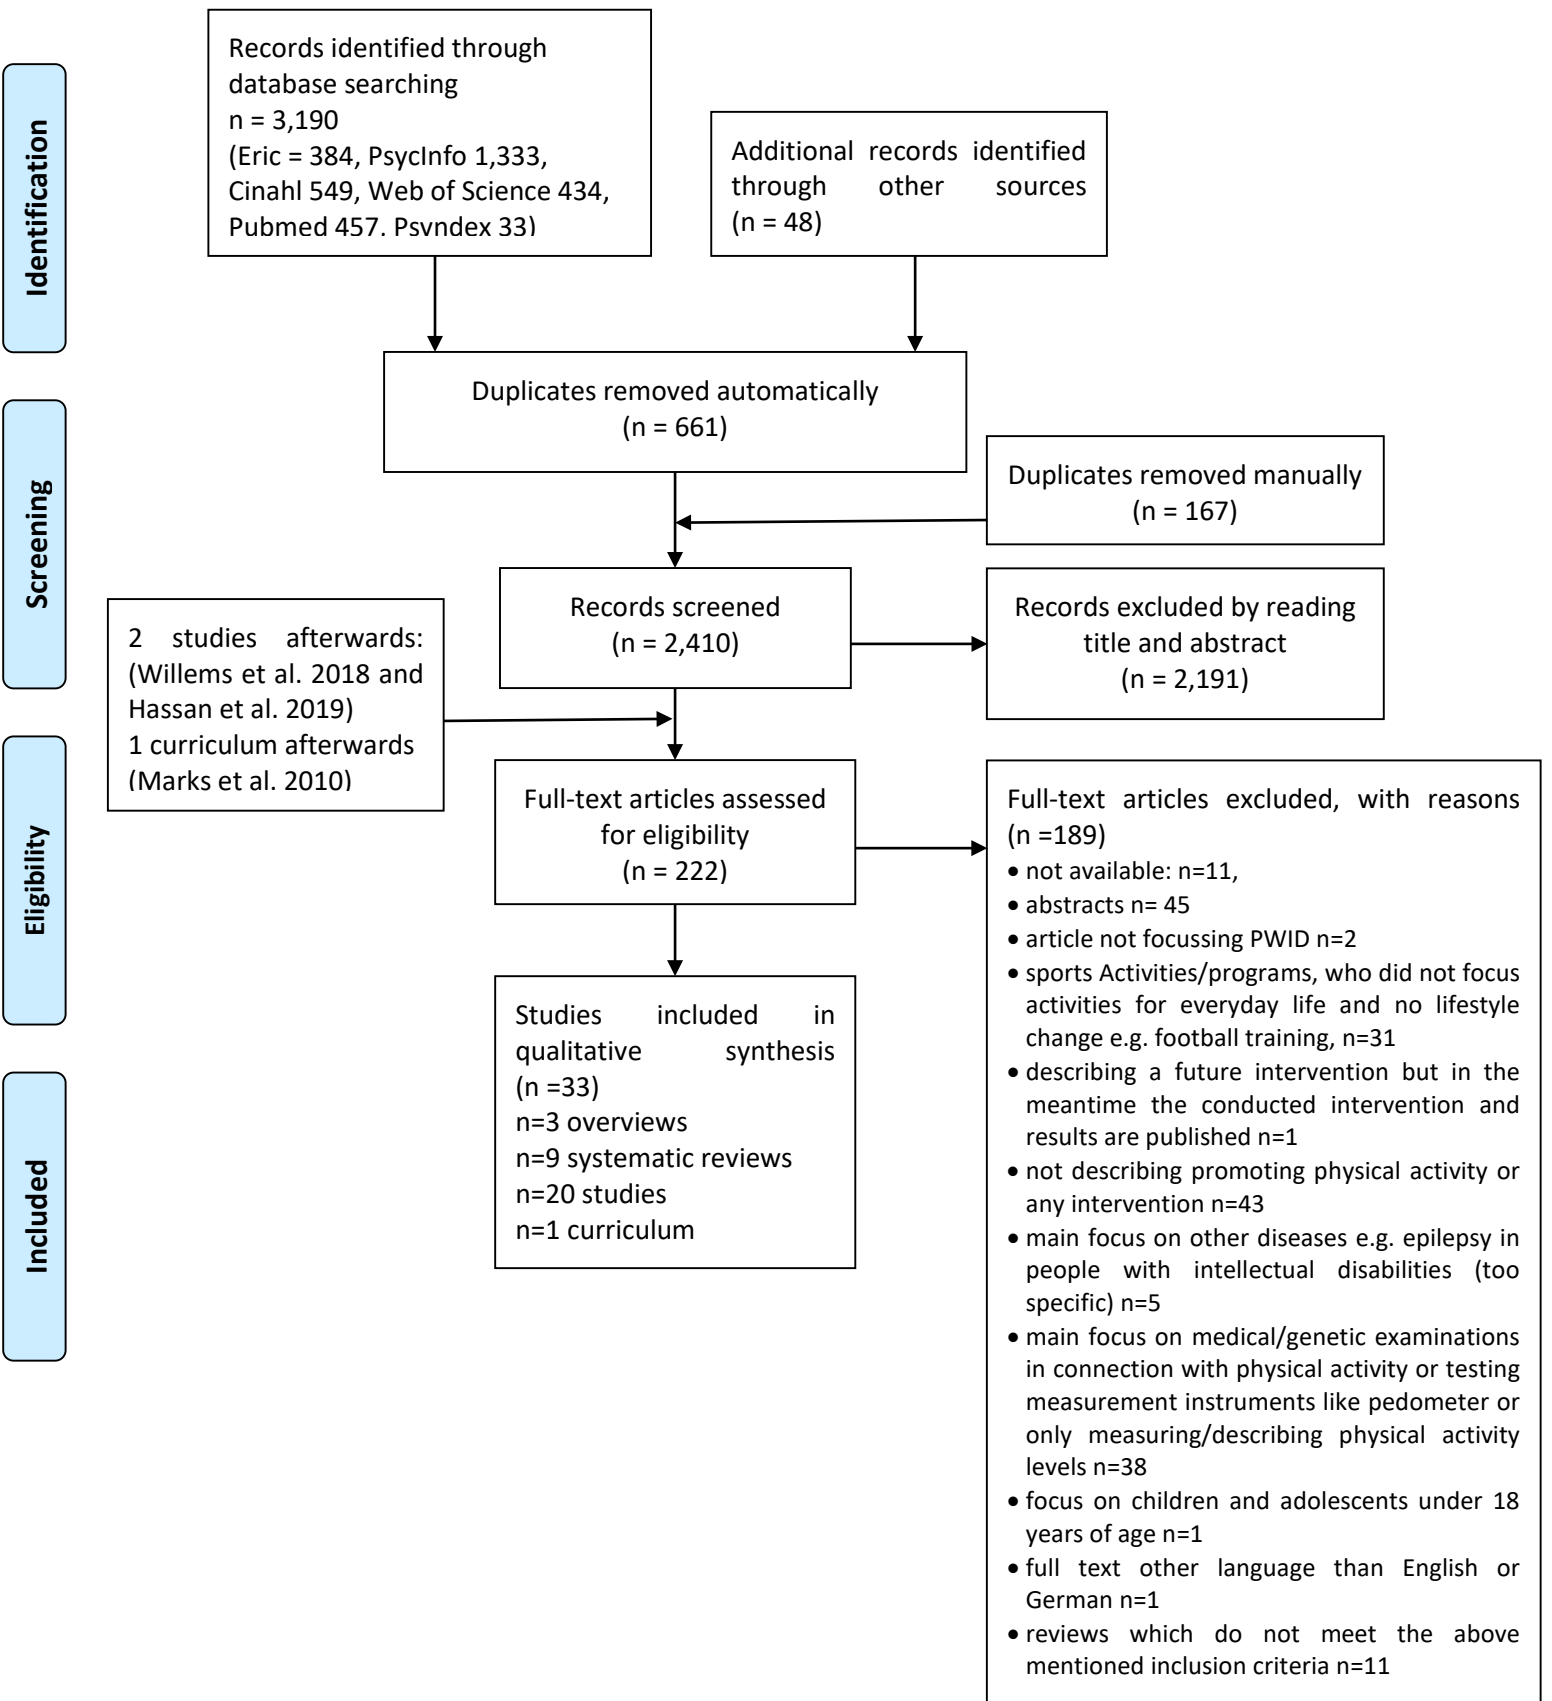 Records identified through
database searching
n = 3,190
(Eric = 384, PsycInfo 1,333,
Cinahl 549, Web of Science 434,
Pubmed 457, Psyndex 33)
Additional records identified
through other sources
(n = 48)
Identification
Duplicates removed automatically
(n = 661)
Duplicates removed manually
(n = 167)
Screening
Records screened
(n = 2,410)
Records excluded by reading
title and abstract
(n = 2,191)
2 studies afterwards:
(Willems et al. 2018 and
Hassan et al. 2019)
1 curriculum afterwards
(Marks et al. 2010)
Eligibility
Full-text articles assessed
for eligibility
(n = 222)
Full-text articles excluded, with reasons
(n =189)
• not available: n=11,
• abstracts n= 45
• article not focussing PWID n=2
• sports Activities/programs, who did not focus
activities for everyday life and no lifestyle
change e.g. football training, n=31
• describing a future intervention but in the
meantime the conducted intervention and
results are published n=1
• not describing promoting physical activity or
any intervention n=43
• main focus on other diseases e.g. epilepsy in
people with intellectual disabilities (too
specific) n=5
• main focus on medical/genetic examinations
in connection with physical activity or testing
measurement instruments like pedometer or
only measuring/describing physical activity
levels n=38
• focus on children and adolescents under 18
years of age n=1
• full text other language than English or
German n=1
• reviews which do not meet the above
mentioned inclusion criteria n=11
Included
Studies included in
qualitative synthesis
(n =33)
n=3 overviews
n=9 systematic reviews
n=20 studies
n=1 curriculum